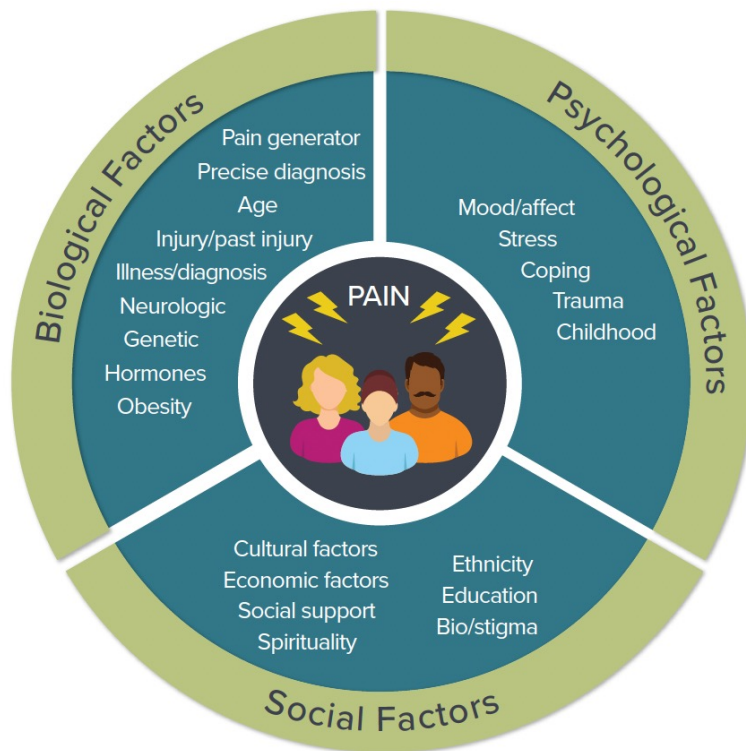 Biological Factors
Pain generator
Precise diagnosis
Age
Injury/past injury
Illness/diagnosis
Neurologic
Genetic
Hormones
Obesity
Psychological Factors
Mood/affect
Stress
Coping
Trauma
Childhood
PAIN
Cultural factors
Economic factors
Social support
Spirituality
Ethnicity
Education
Bio/stigma
Social Factors